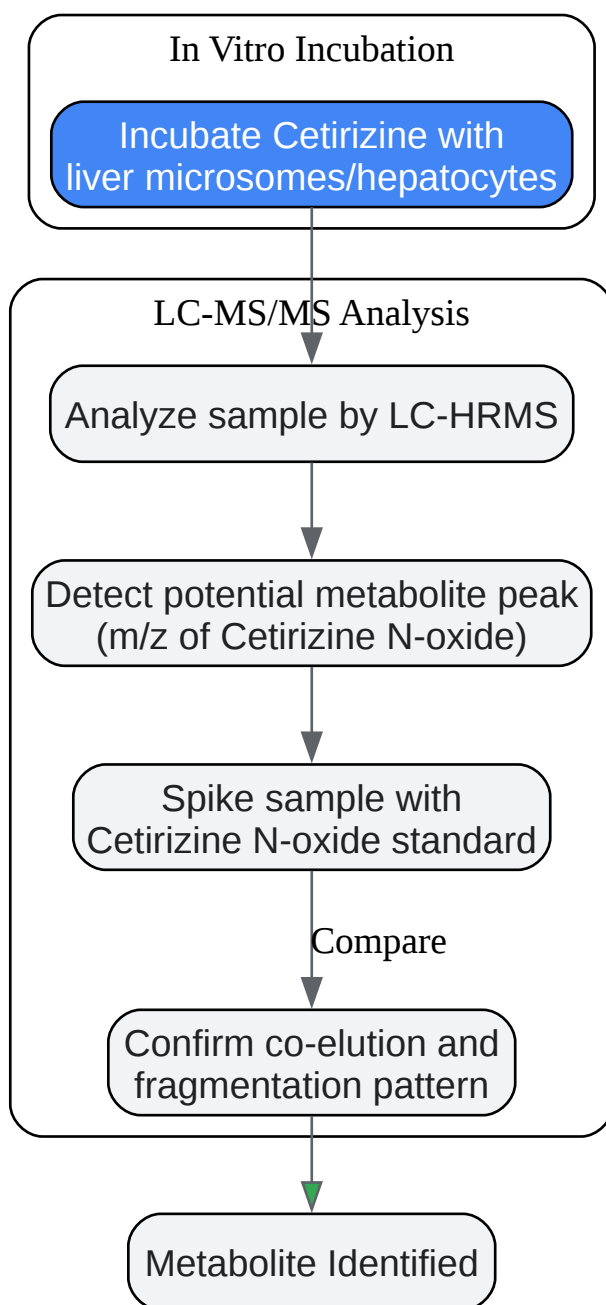 In Vitro Incubation
Incubate Cetirizine with
liver microsomes/hepatocytes
LC-MS/MS Analysis
Analyze sample by LC-HRMS
Detect potential metabolite peak
(m/z of Cetirizine N-oxide)
Spike sample with
Cetirizine N-oxide standard
Compare
Confirm co-elution and
fragmentation pattern
Metabolite Identified